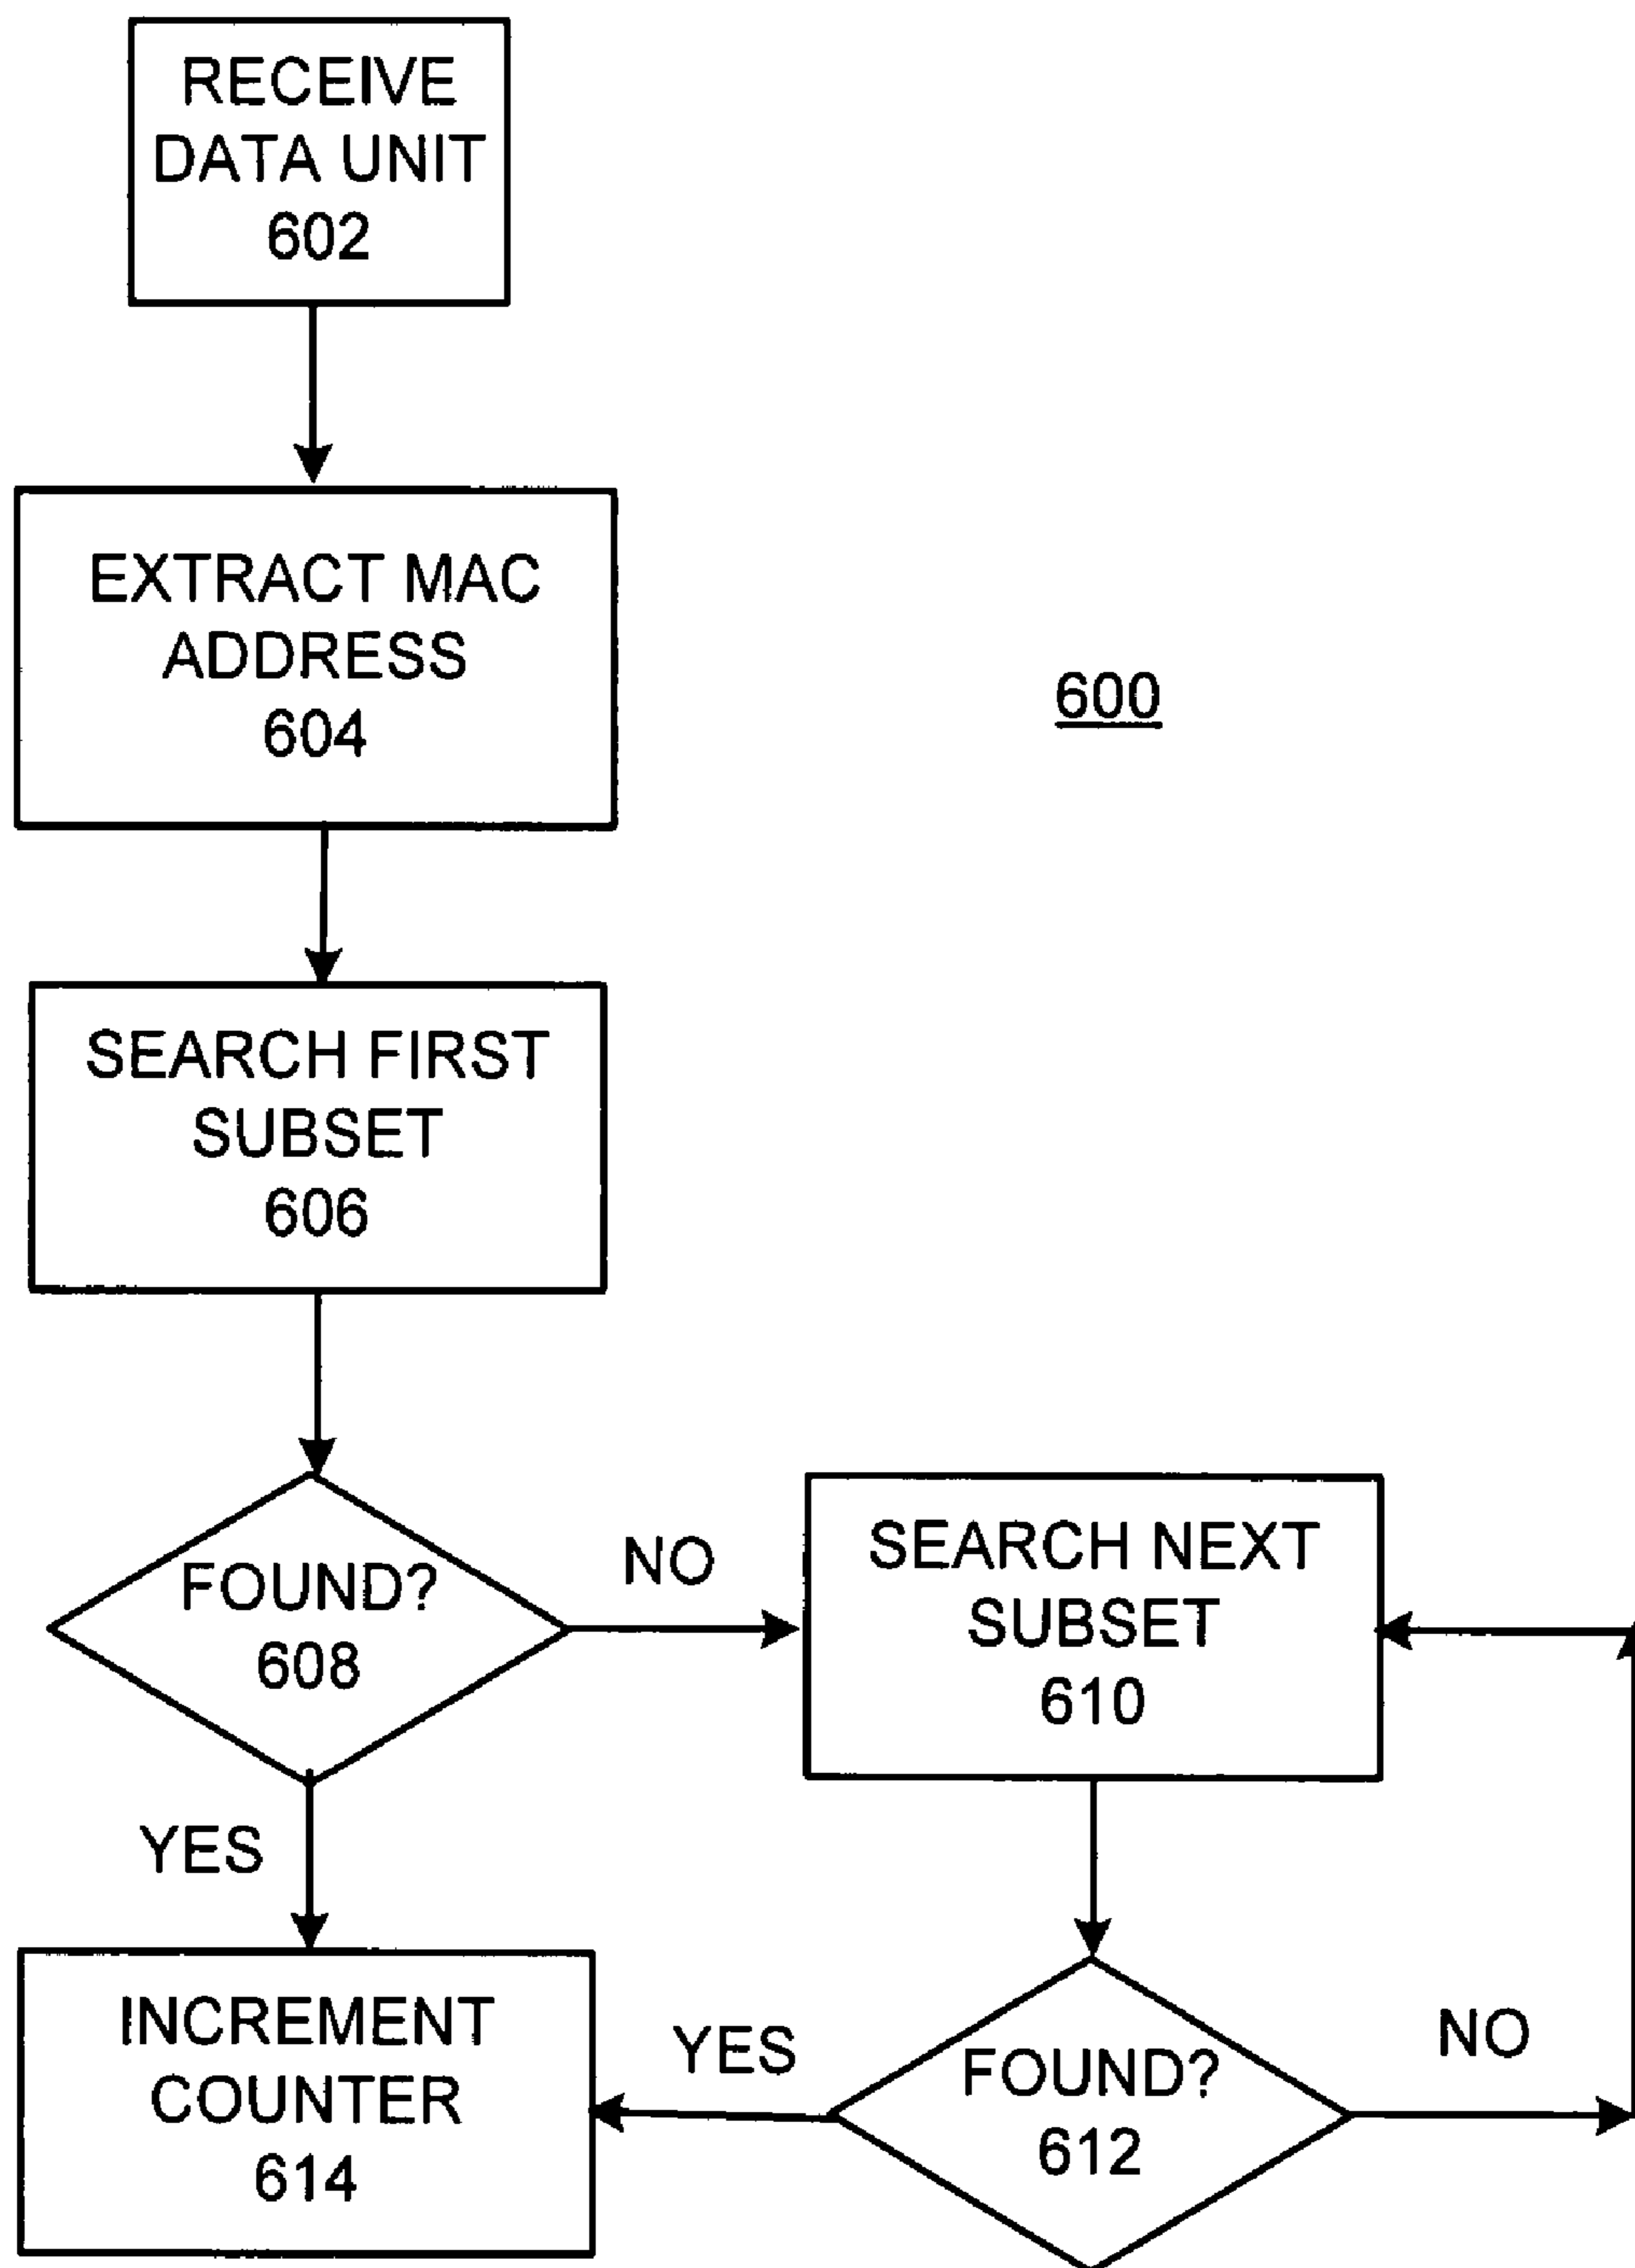 RECEIVE
DATA UNIT
602
EXTRACT MAC
ADDRESS
604
600
SEARCH FIRST
SUBSET
606
FOUND?
608
NO
SEARCH NEXT
SUBSET
610
YES
INCREMENT
COUNTER
614
YES
FOUND?
612
NO